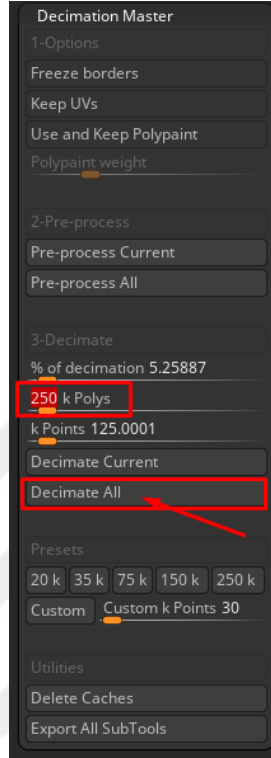 Decimation Master
1-Options
Freeze borders
Keep UVs
Use and Keep Polypaint
Polypaint weight
2-Pre-process
Pre-process Current
Pre-process All
3-Decimate
% of decimation 5.25887
250 k Polys
k Points 125.0001
Decimate Current
Decimate All
Presets
20 k 35 k 75 k 150 k 250 k
Custom Custom k Points 30
Utilities
Delete Caches
Export All SubTools